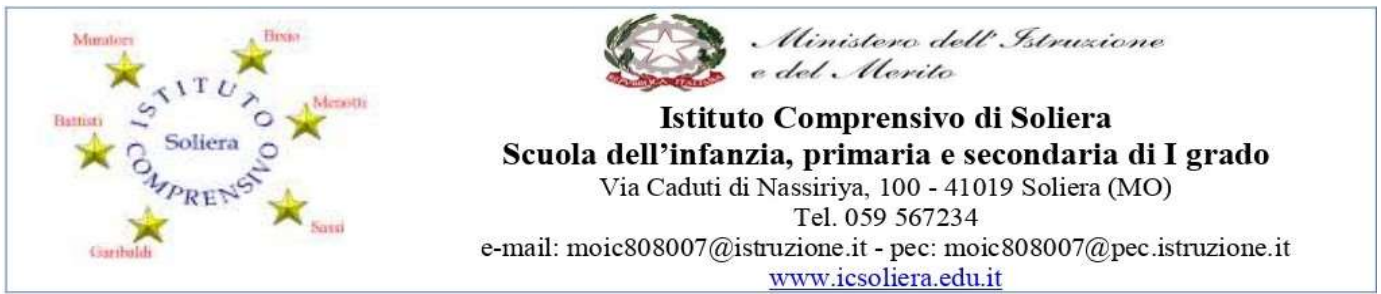 Muratori
Bixio
Menotti
Battisti
ISTITUTO
Soliera
COMPRENSIVO
Sassi
Garibaldi
Ministero dell'Istruzione
e del Merito
REPVBBLICA ITALIANA
Istituto Comprensivo di Soliera
Scuola dell'infanzia, primaria e secondaria di I grado
Via Caduti di Nassiriya, 100 - 41019 Soliera (MO)
Tel. 059 567234
e-mail: moic808007@istruzione.it - pec: moic808007@pec.istruzione.it
www.icsoliera.edu.it